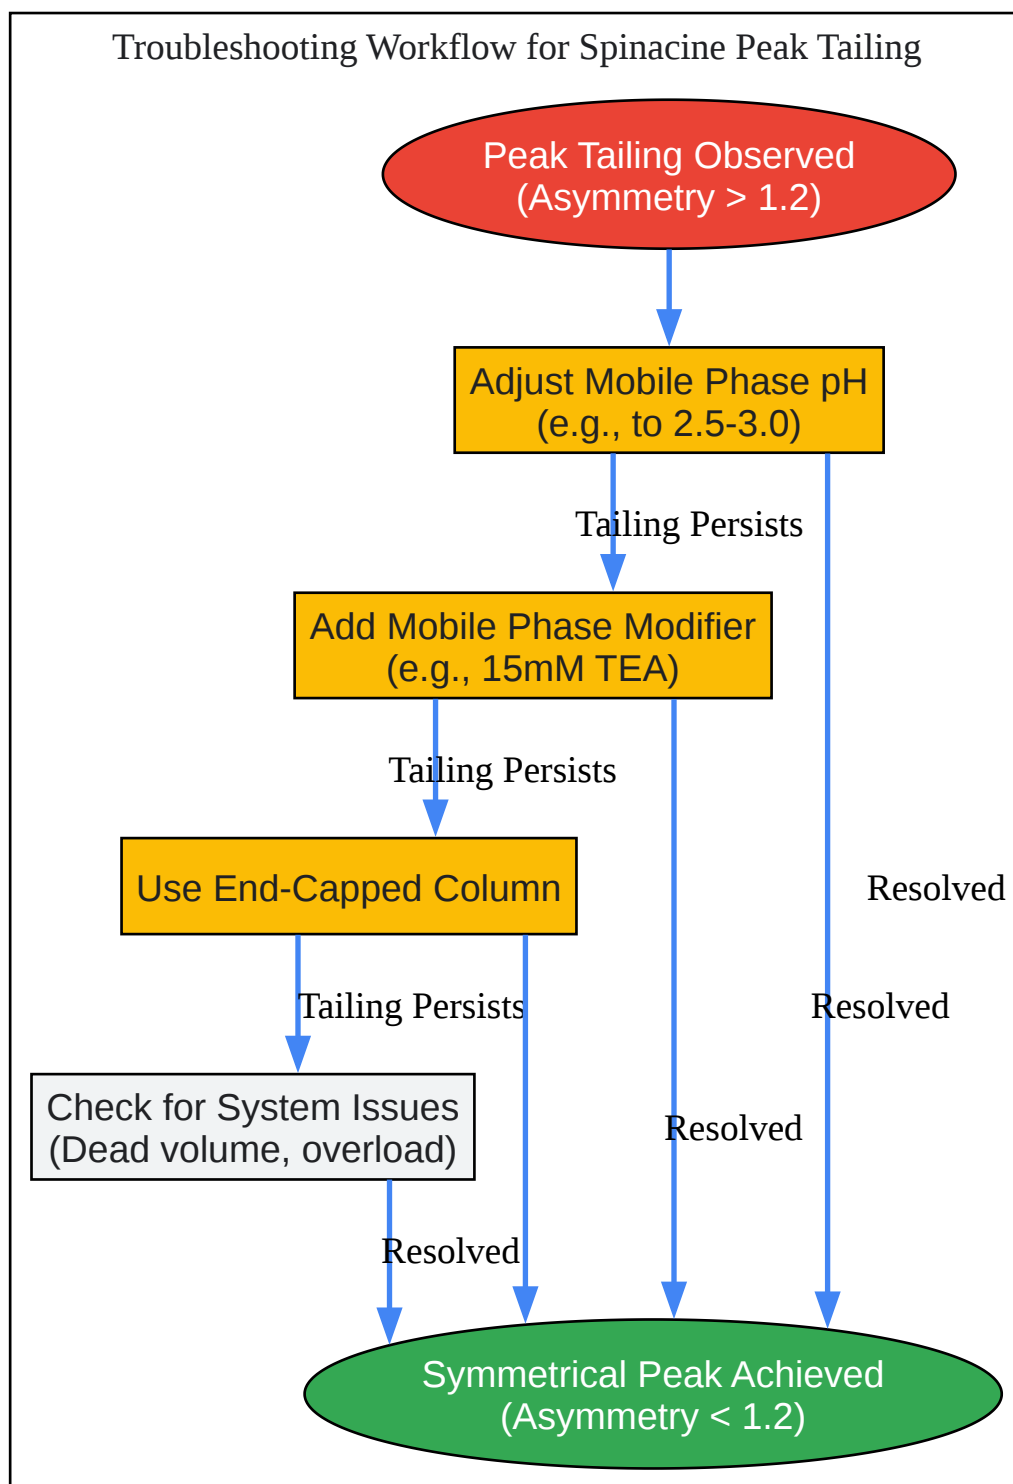 Troubleshooting Workflow for Spinacine Peak Tailing
Peak Tailing Observed
(Asymmetry > 1.2)
Adjust Mobile Phase pH
(e.g., to 2.5-3.0)
Tailing Persists
Add Mobile Phase Modifier
(e.g., 15mM TEA)
Tailing Persists
Use End-Capped Column
Resolved
Tailing Persists
Resolved
Check for System Issues
(Dead volume, overload)
Resolved
Resolved
Symmetrical Peak Achieved
(Asymmetry < 1.2)